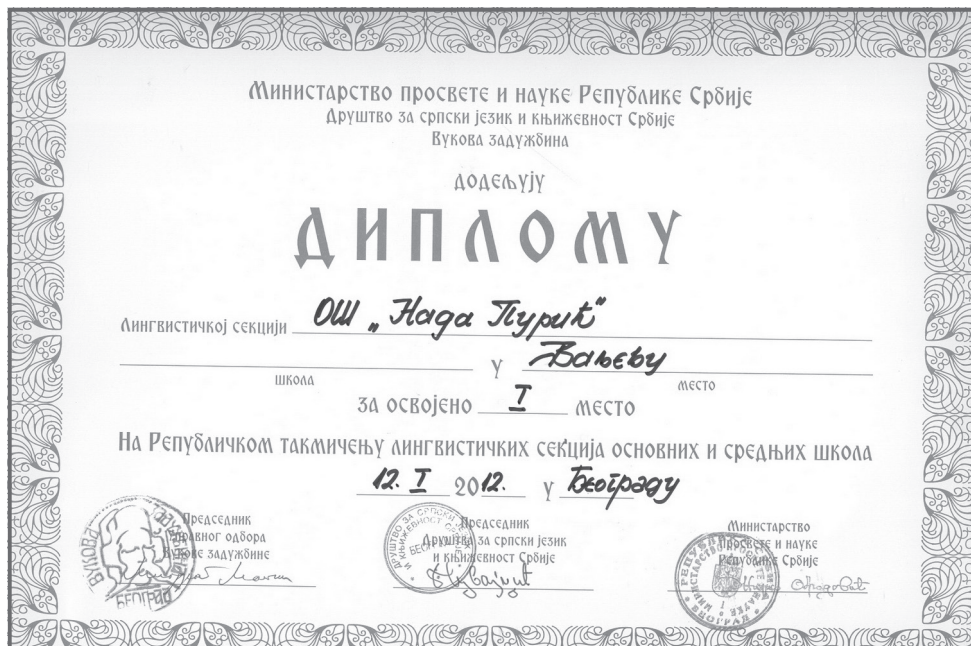 Министарство просвете и науке Републике Србије
Друштво за српски језик и књижевност Србије
Вукова задужбина
додељују
ДИПЛОМУ
Лингвистичкој секцији ОШ „Нада Пурић"
у Ваљеву
школа место
за освојено I место
На Републичком такмичењу лингвистичких секција основних и средњих школа
12. I 2012. у Београду
Председник
Управног одбора
Вукове задужбине
Председник
Друштва за српски језик
и књижевност Србије
Министарство
просвете и науке
Републике Србије